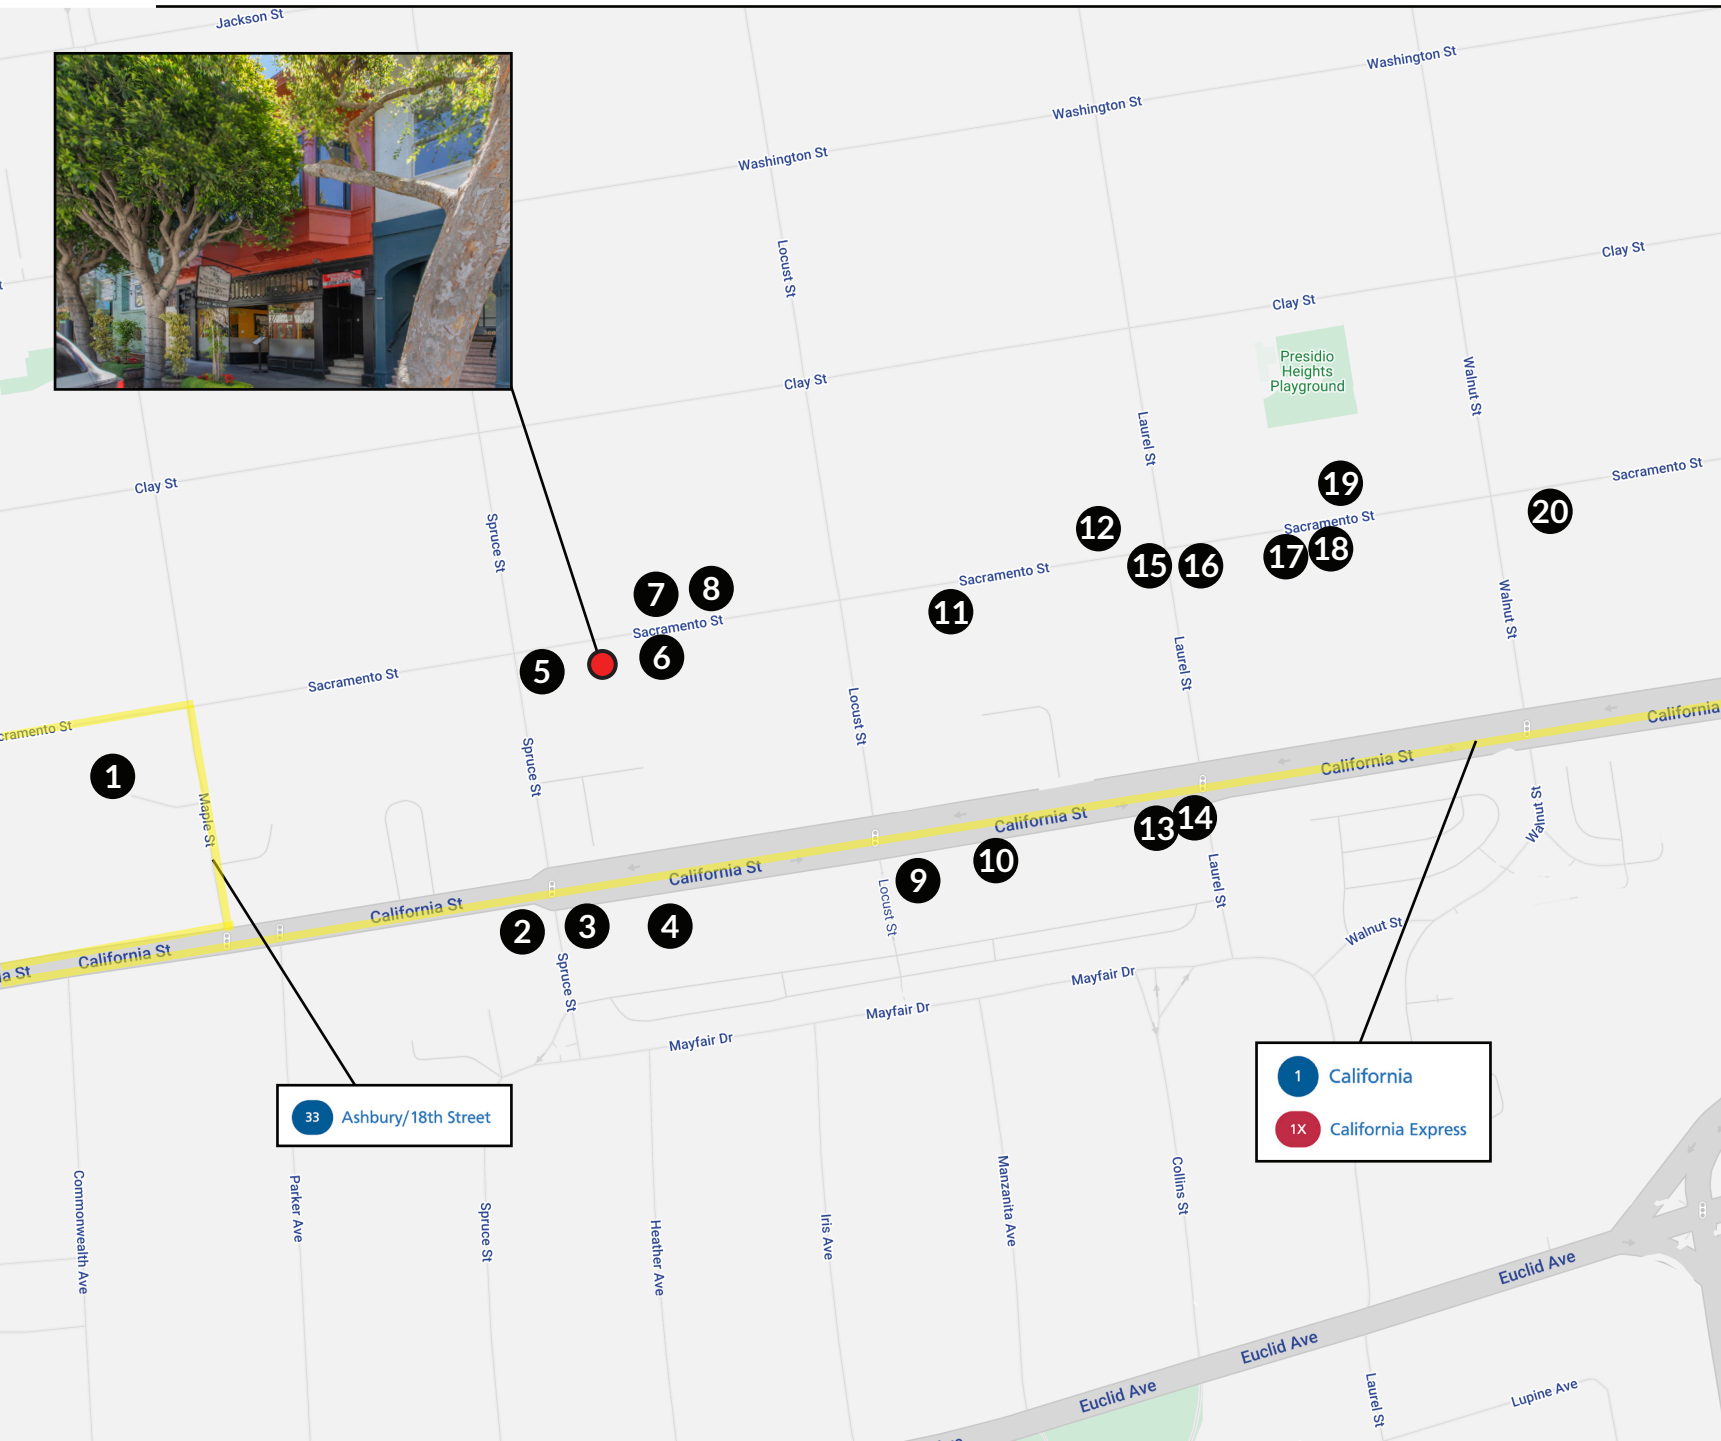 Jackson St
Washington St
Washington St
Washington St
Locust St
Clay St
Clay St
Clay St
Clay St
Presidio
Heights
Playground
Walnut St
Laurel St
Spruce St
Sacramento St
Sacramento St
Sacramento St
Sacramento St
Sacramento St
cramento St
19
20
12
15
16
17
18
7
8
11
5
6
Walnut St
Laurel St
Locust St
Spruce St
1
Maple St
California
California St
California St
California St
California St
California St
ia St
13
14
10
9
2
3
4
Walnut St
Laurel St
Locust St
Spruce St
Walnut St
Mayfair Dr
Mayfair Dr
Mayfair Dr
1 California
1X California Express
33 Ashbury/18th Street
Commonwealth Ave
Parker Ave
Spruce St
Heather Ave
Iris Ave
Manzanita Ave
Collins St
Euclid Ave
Euclid Ave
Euclid Ave
Laurel St
Lupine Ave